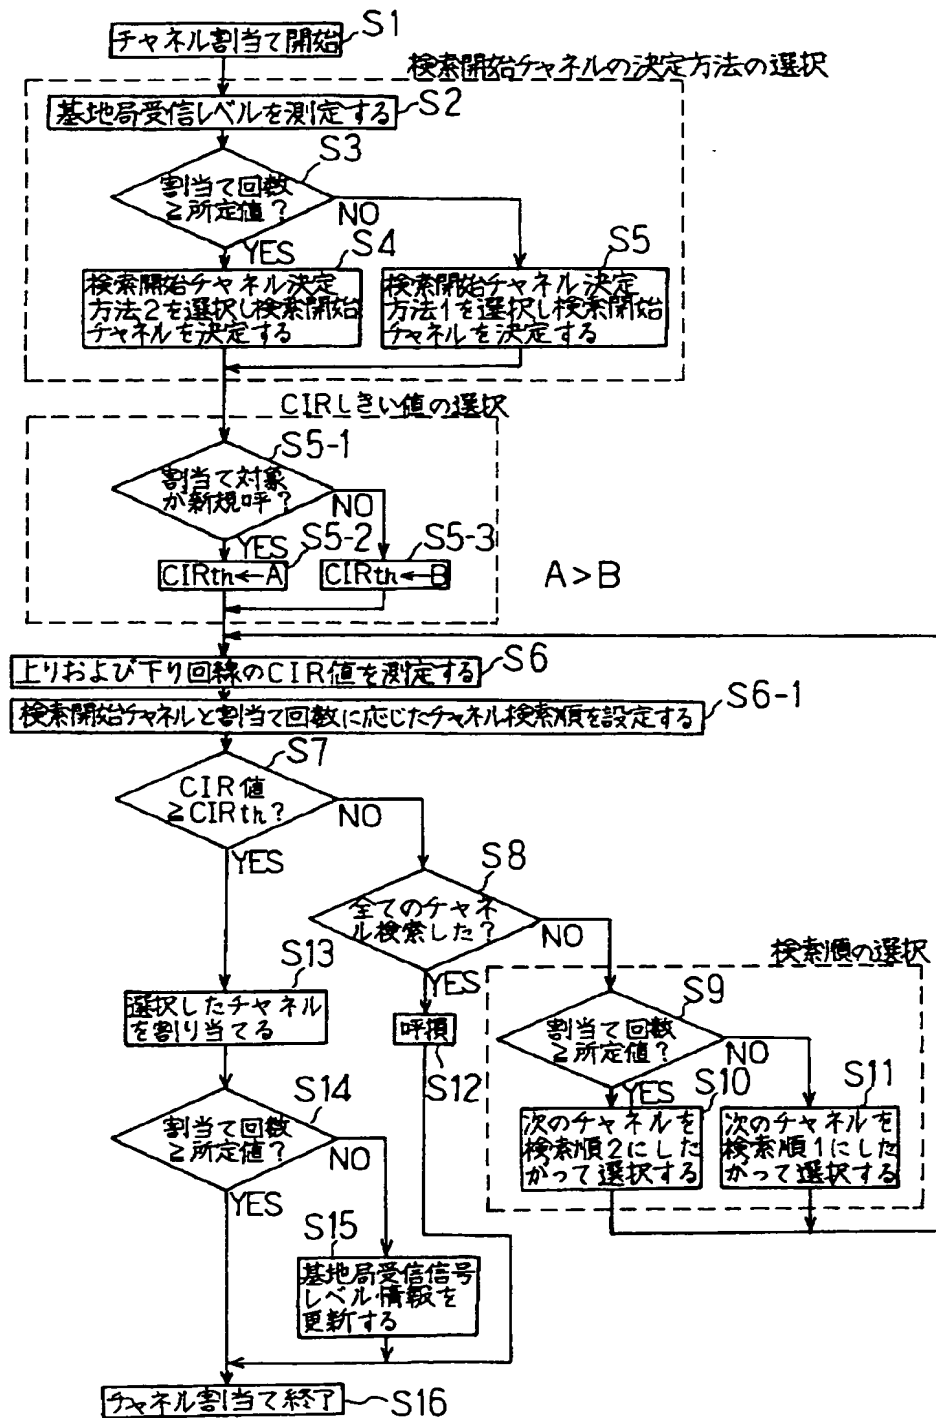 チャネル割当て開始
S1
検索開始チャネルの決定方法の選択
基地局受信レベルを測定する
S2
S3
割当て回数
≧所定値?
NO
YES
S4
S5
検索開始チャネル決定
方法2を選択し検索開始
チャネルを決定する
検索開始チャネル決定
方法1を選択し検索開始
チャネルを決定する
CIRしきい値の選択
S5-1
割当て対象
が新規呼?
NO
YES
S5-2
S5-3
CIRth←A
CIRth←B
A>B
上りおよび下り回線のCIR値を測定する
S6
S6-1
検索開始チャネルと割当て回数に応じたチャネル検索順を設定する
S7
CIR値
≧CIRth?
NO
YES
S8
全てのチャネ
ル検索した?
NO
YES
検索順の選択
S13
選択したチャネル
を割り当てる
呼損
S12
S9
割当て回数
≧所定値?
NO
YES
S10
S11
次のチャネルを
検索順2にした
がって選択する
次のチャネルを
検索順1にした
がって選択する
S14
割当て回数
≧所定値?
NO
YES
S15
基地局受信信号
レベル情報を
更新する
チャネル割当て終了
S16